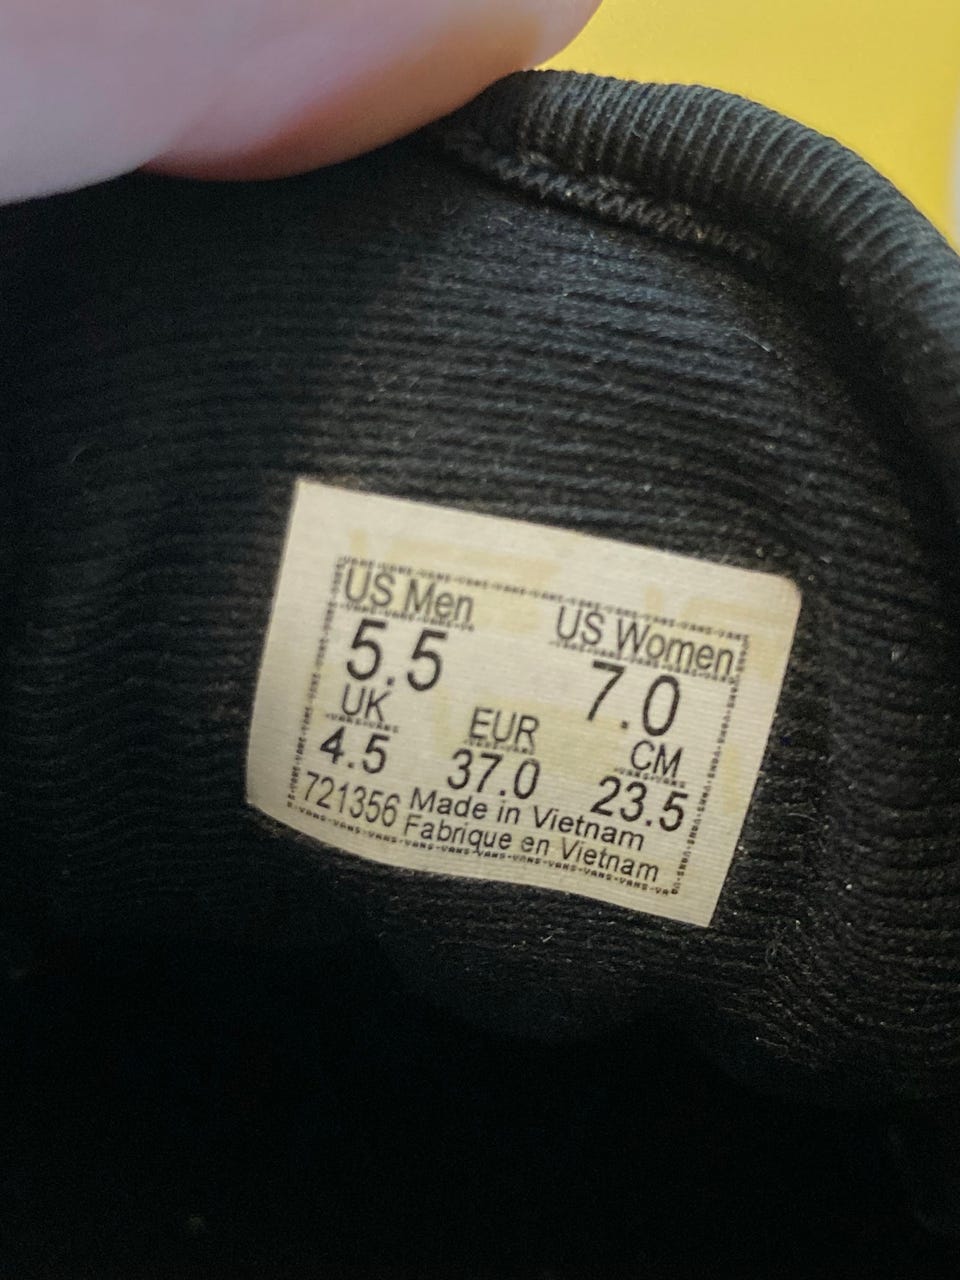 US Men US Women
5.5 7.0
UK EUR CM
4.5 37.0 23.5
721356 Made in Vietnam
Fabrique en Vietnam